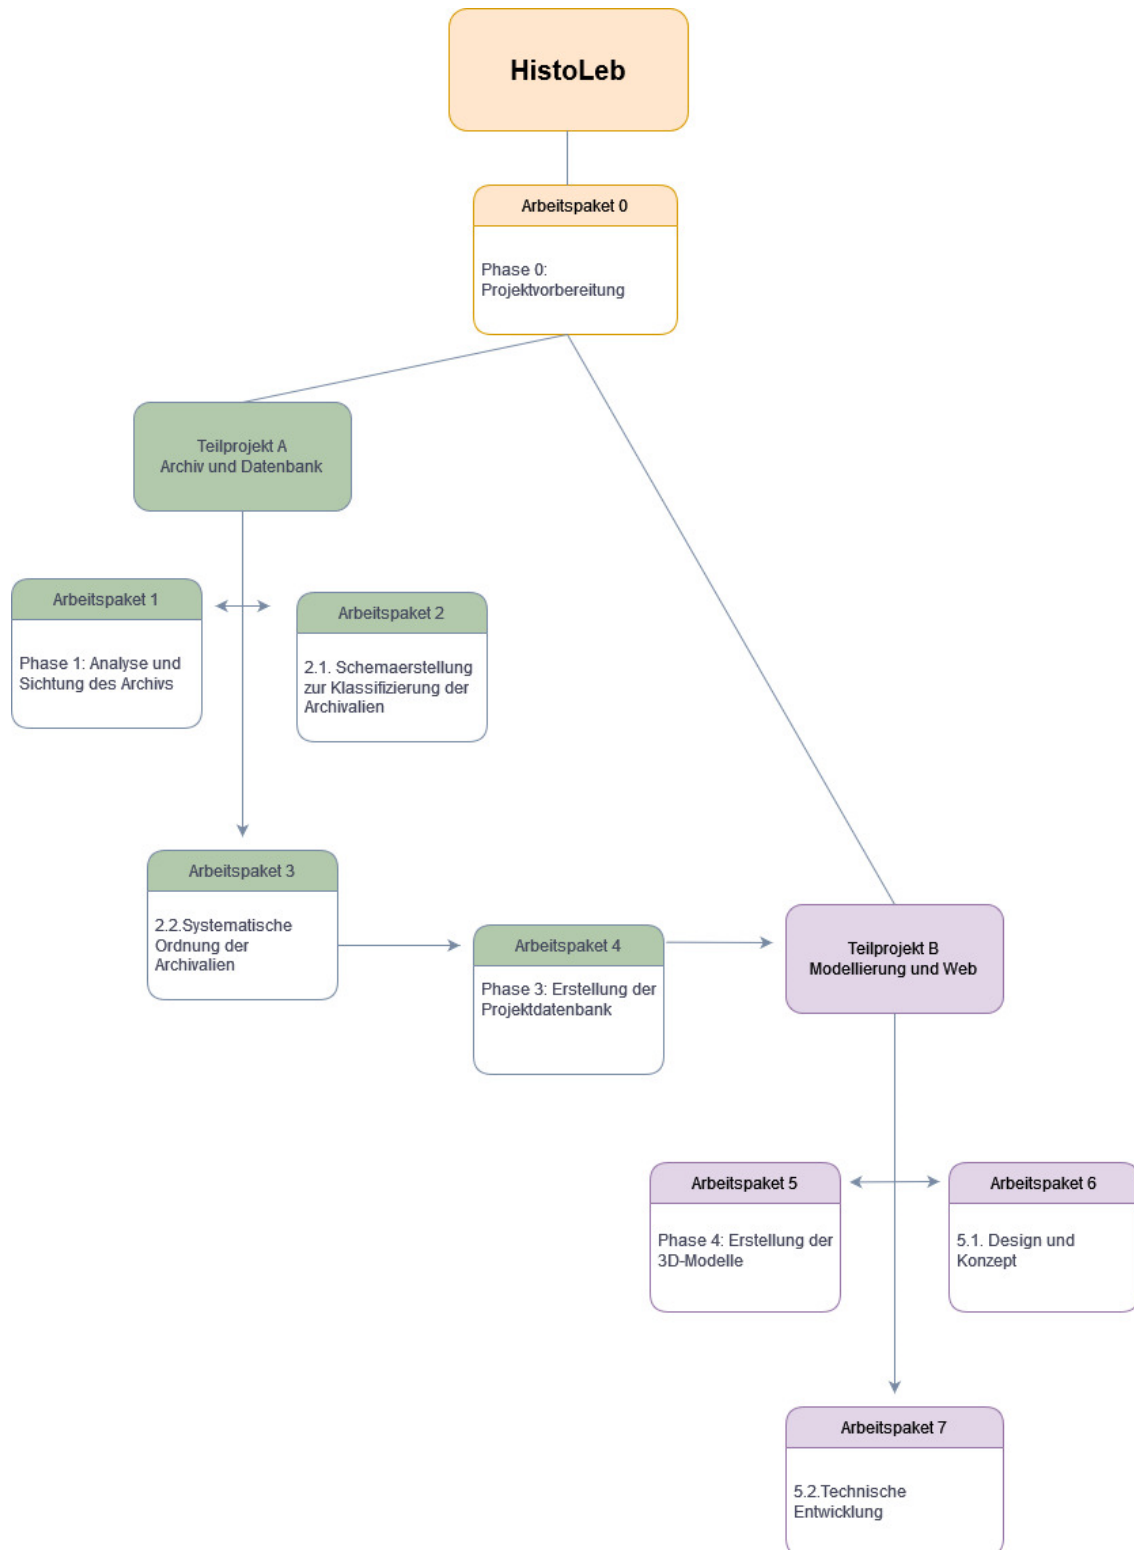 HistoLeb
Arbeitspaket 0
Phase 0:
Projektvorbereitung
Teilprojekt A
Archiv und Datenbank
Arbeitspaket 1
Phase 1: Analyse und
Sichtung des Archivs
Arbeitspaket 2
2.1. Schemaerstellung
zur Klassifizierung der
Archivalien
Arbeitspaket 3
2.2.Systematische
Ordnung der
Archivalien
Arbeitspaket 4
Phase 3: Erstellung der
Projektdatenbank
Teilprojekt B
Modellierung und Web
Arbeitspaket 5
Phase 4: Erstellung der
3D-Modelle
Arbeitspaket 6
5.1. Design und
Konzept
Arbeitspaket 7
5.2.Technische
Entwicklung